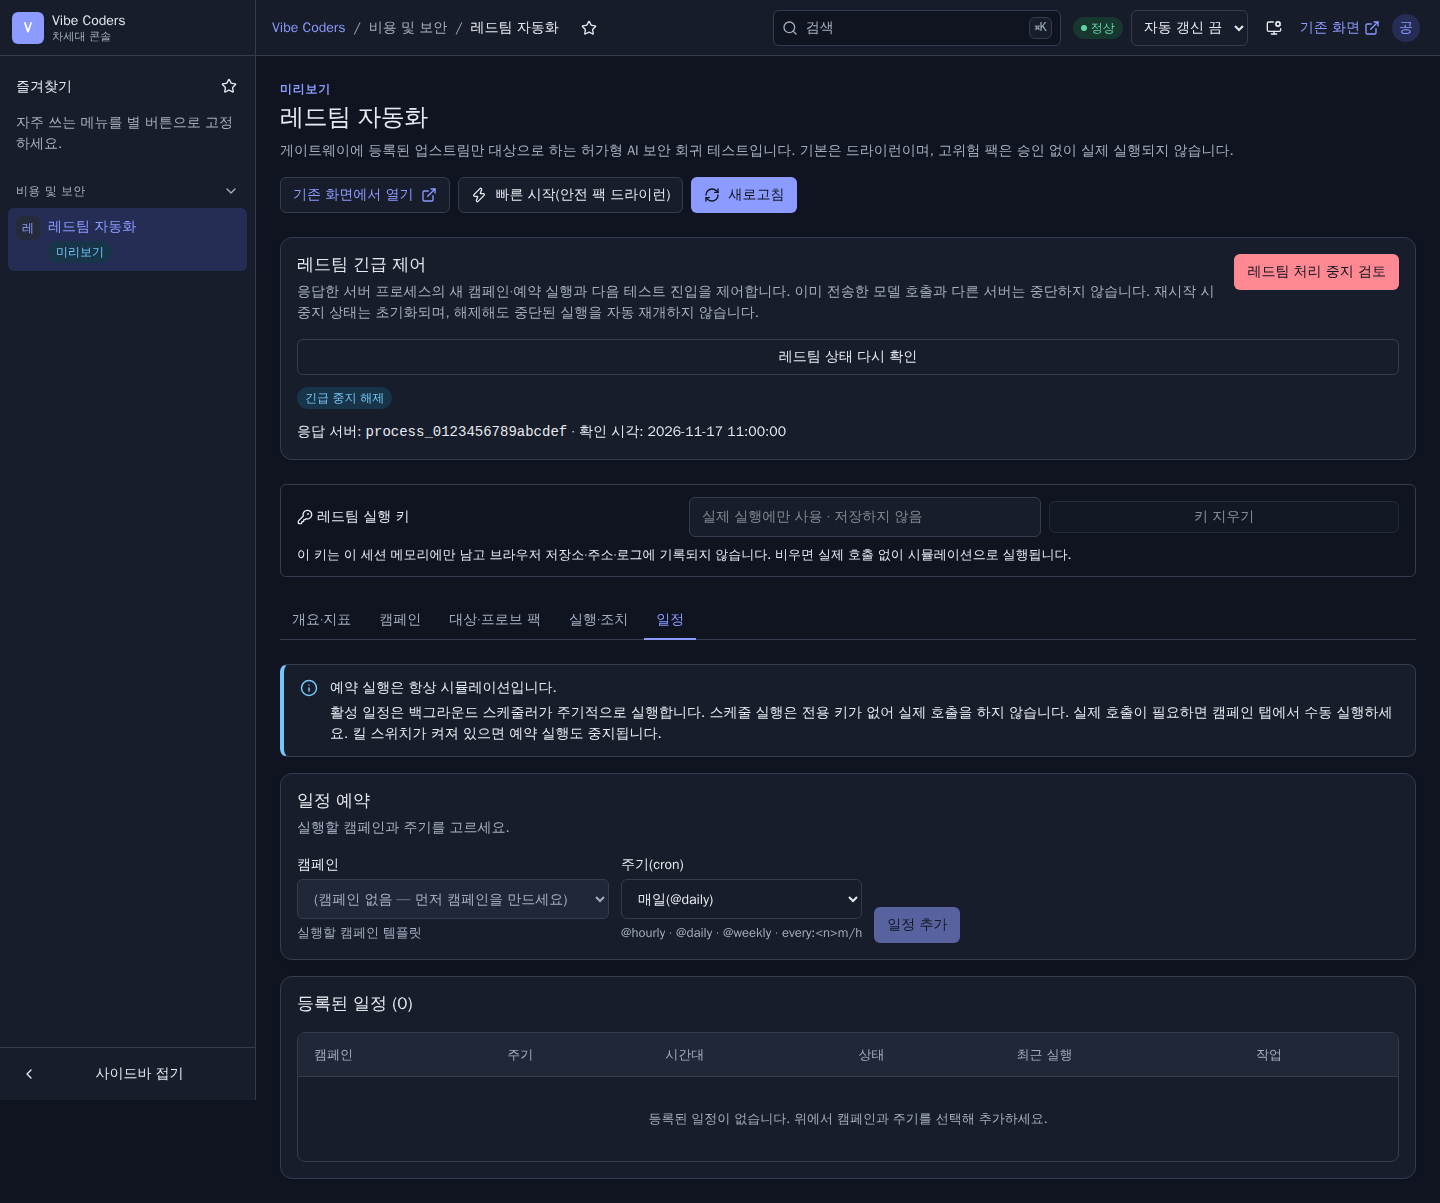 V
Vibe Coders
차세대 콘솔
Vibe Coders / 비용 및 보안 / 레드팀 자동화
검색
⌘K
정상
자동 갱신 끔
기존 화면
공
즐겨찾기
자주 쓰는 메뉴를 별 버튼으로 고정
하세요.
비용 및 보안
레
레드팀 자동화
미리보기
사이드바 접기
미리보기
레드팀 자동화
게이트웨이에 등록된 업스트림만 대상으로 하는 허가형 AI 보안 회귀 테스트입니다. 기본은 드라이런이며, 고위험 팩은 승인 없이 실제 실행되지 않습니다.
기존 화면에서 열기
빠른 시작(안전 팩 드라이런)
새로고침
레드팀 긴급 제어
응답한 서버 프로세스의 새 캠페인·예약 실행과 다음 테스트 진입을 제어합니다. 이미 전송한 모델 호출과 다른 서버는 중단하지 않습니다. 재시작 시
중지 상태는 초기화되며, 해제해도 중단된 실행을 자동 재개하지 않습니다.
레드팀 처리 중지 검토
레드팀 상태 다시 확인
긴급 중지 해제
응답 서버: process_0123456789abcdef · 확인 시각: 2026-11-17 11:00:00
레드팀 실행 키
실제 실행에만 사용 · 저장하지 않음
키 지우기
이 키는 이 세션 메모리에만 남고 브라우저 저장소·주소·로그에 기록되지 않습니다. 비우면 실제 호출 없이 시뮬레이션으로 실행됩니다.
개요·지표
캠페인
대상·프로브 팩
실행·조치
일정
예약 실행은 항상 시뮬레이션입니다.
활성 일정은 백그라운드 스케줄러가 주기적으로 실행합니다. 스케줄 실행은 전용 키가 없어 실제 호출을 하지 않습니다. 실제 호출이 필요하면 캠페인 탭에서 수동 실행하세
요. 킬 스위치가 켜져 있으면 예약 실행도 중지됩니다.
일정 예약
실행할 캠페인과 주기를 고르세요.
캠페인
(캠페인 없음 — 먼저 캠페인을 만드세요)
실행할 캠페인 템플릿
주기(cron)
매일(@daily)
@hourly · @daily · @weekly · every:<n>m/h
일정 추가
등록된 일정 (0)
캠페인
주기
시간대
상태
최근 실행
작업
등록된 일정이 없습니다. 위에서 캠페인과 주기를 선택해 추가하세요.